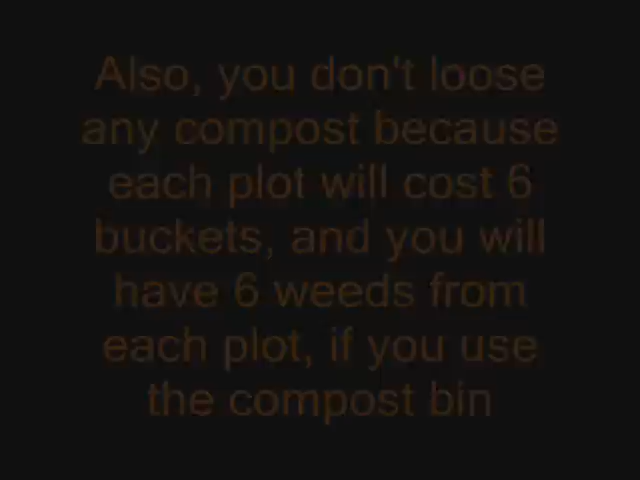 Also, you don't loose
any compost because
each plot will cost 6
buckets, and you will
have 6 weeds from
each plot, if you use
the compost bin